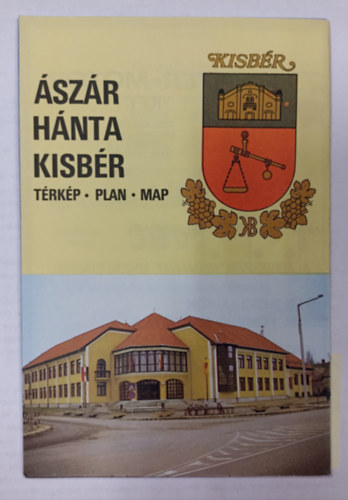 KISBÉR
ÁSZÁR
HÁNTA
KISBÉR
TÉRKÉP • PLAN • MAP
KB